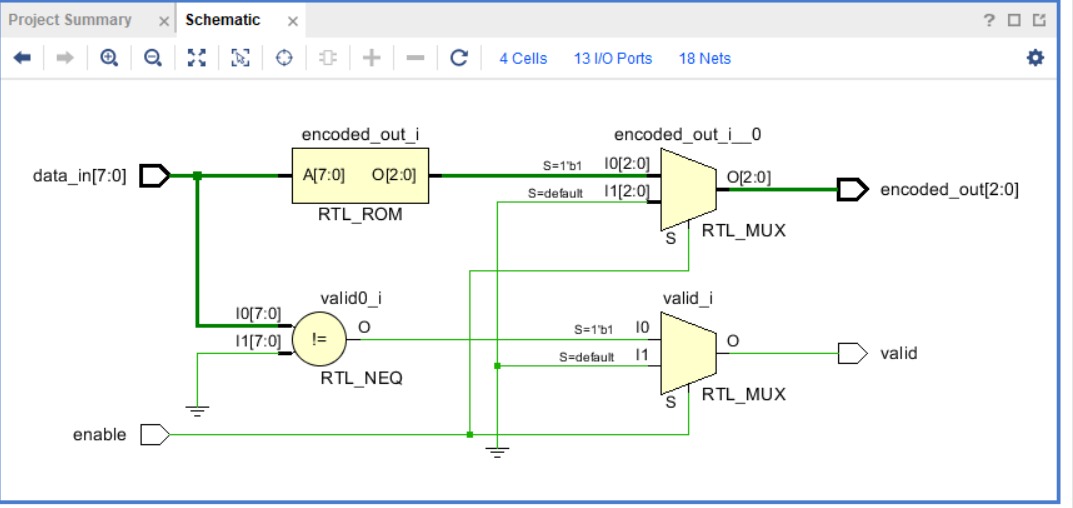 Project Summary × Schematic × ?
4 Cells 13 I/O Ports 18 Nets
encoded_out_i encoded_out_i__0
data_in[7:0] A[7:0] O[2:0] S=1'b1 I0[2:0] O[2:0] encoded_out[2:0]
S=default I1[2:0]
RTL_ROM S RTL_MUX
valid0_i valid_i
I0[7:0] O S=1'b1 I0 O
I1[7:0] != S=default I1 valid
RTL_NEQ S RTL_MUX
enable